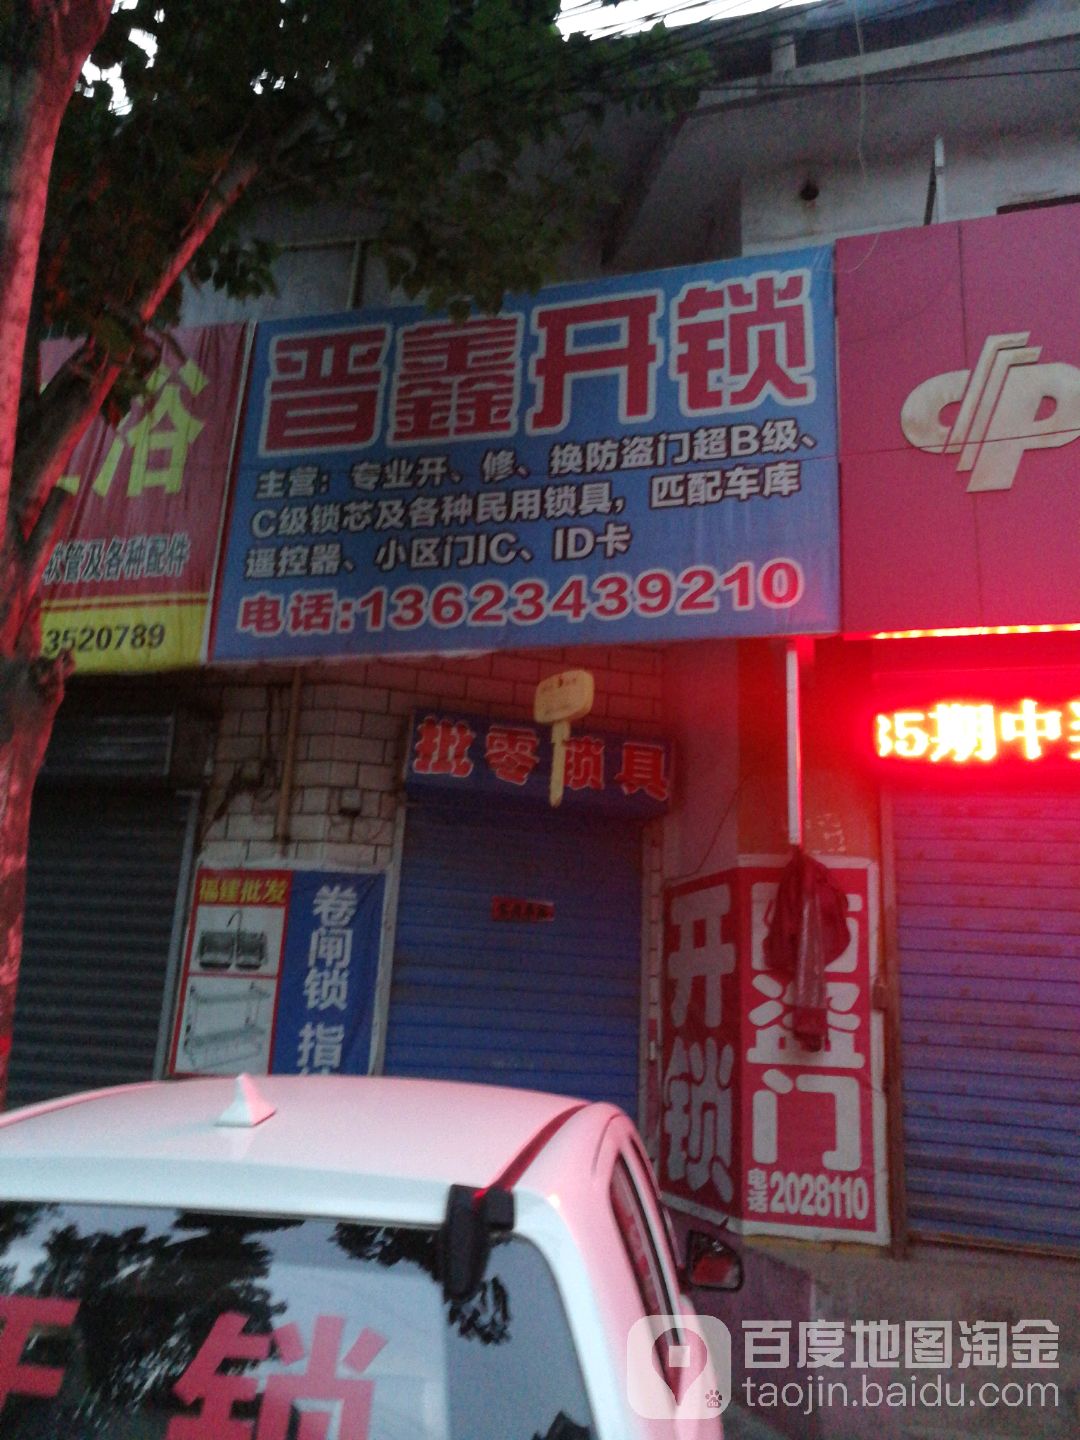 晋鑫开锁
主营：专业开、修、换防盗门超B级、
C级锁芯及各种民用锁具，匹配车库
遥控器、小区门IC、ID卡
电话:13623439210
浴
软管及各种配件
3520789
35期中
批零锁具
福建批发
卷闸锁 指
开锁
防盗门
电话2028110
开锁
百度地图淘金
taojin.baidu.com